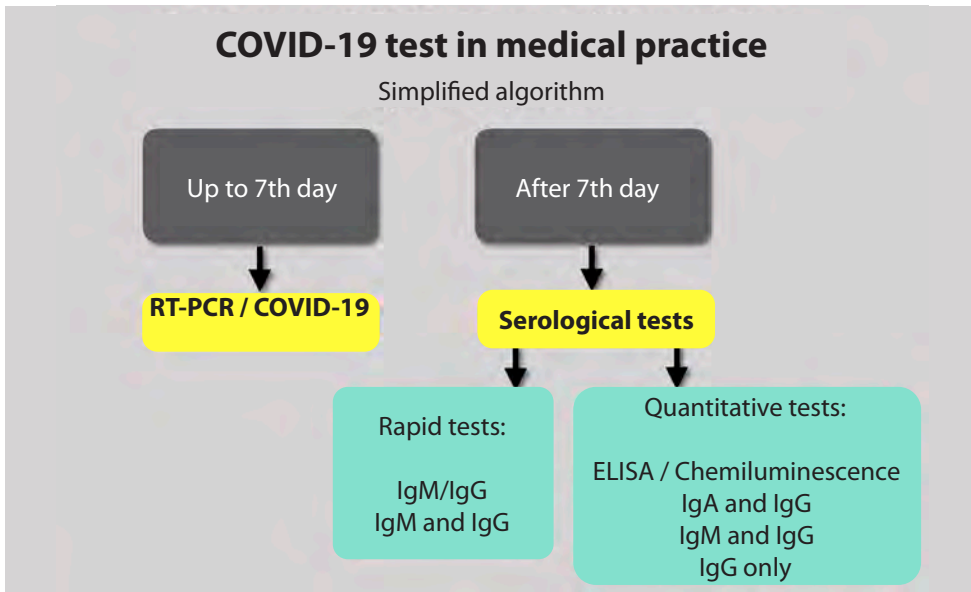 COVID-19 test in medical practice
Simplified algorithm
Up to 7th day
After 7th day
RT-PCR / COVID-19
Serological tests
Rapid tests:
IgM/IgG
IgM and IgG
Quantitative tests:
ELISA / Chemiluminescence
IgA and IgG
IgM and IgG
IgG only